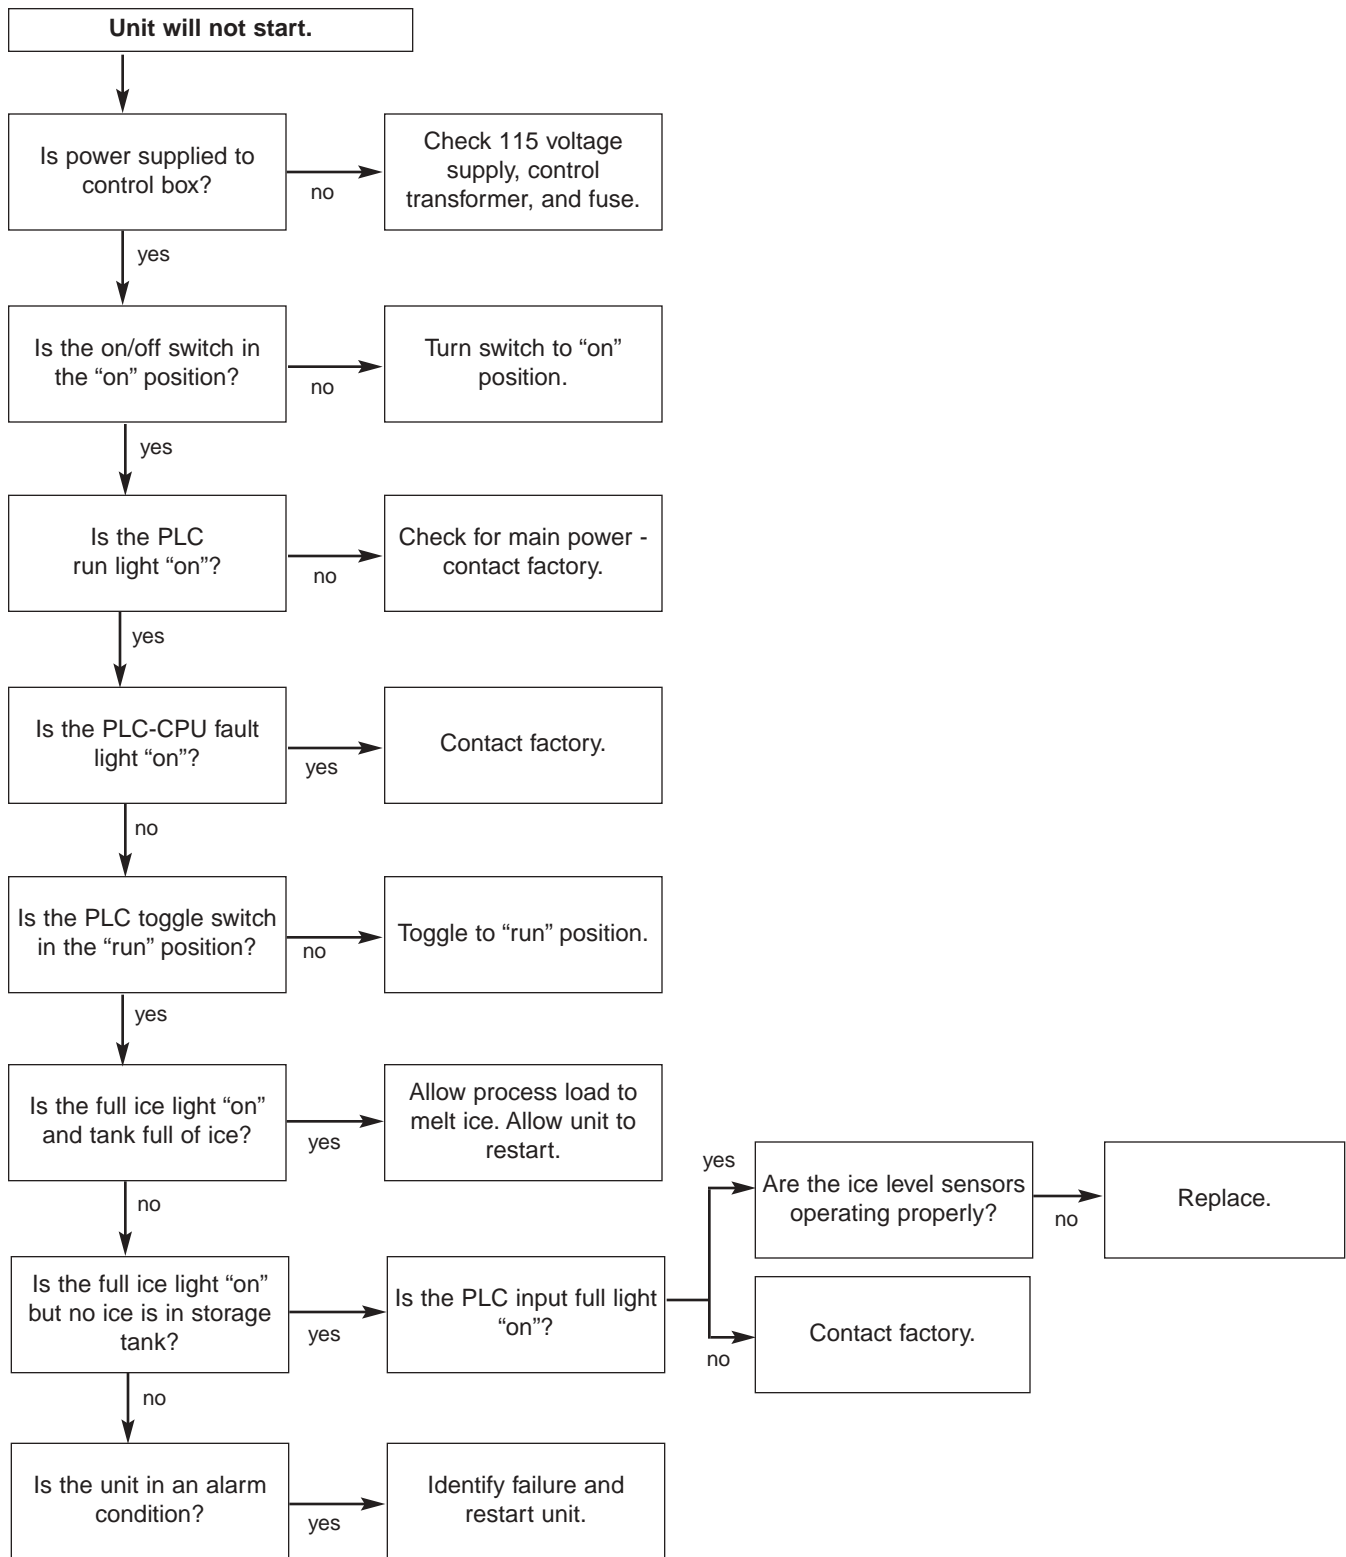 Unit will not start.
Is power supplied to
control box?
no
Check 115 voltage
supply, control
transformer, and fuse.
yes
Is the on/off switch in
the “on” position?
no
Turn switch to “on”
position.
yes
Is the PLC
run light “on”?
no
Check for main power -
contact factory.
yes
Is the PLC-CPU fault
light “on”?
yes
Contact factory.
no
Is the PLC toggle switch
in the “run” position?
no
Toggle to “run” position.
yes
Is the full ice light “on”
and tank full of ice?
yes
Allow process load to
melt ice. Allow unit to
restart.
no
Is the full ice light “on”
but no ice is in storage
tank?
yes
Is the PLC input full light
“on”?
yes
Are the ice level sensors
operating properly?
no
Replace.
no
Contact factory.
no
Is the unit in an alarm
condition?
yes
Identify failure and
restart unit.